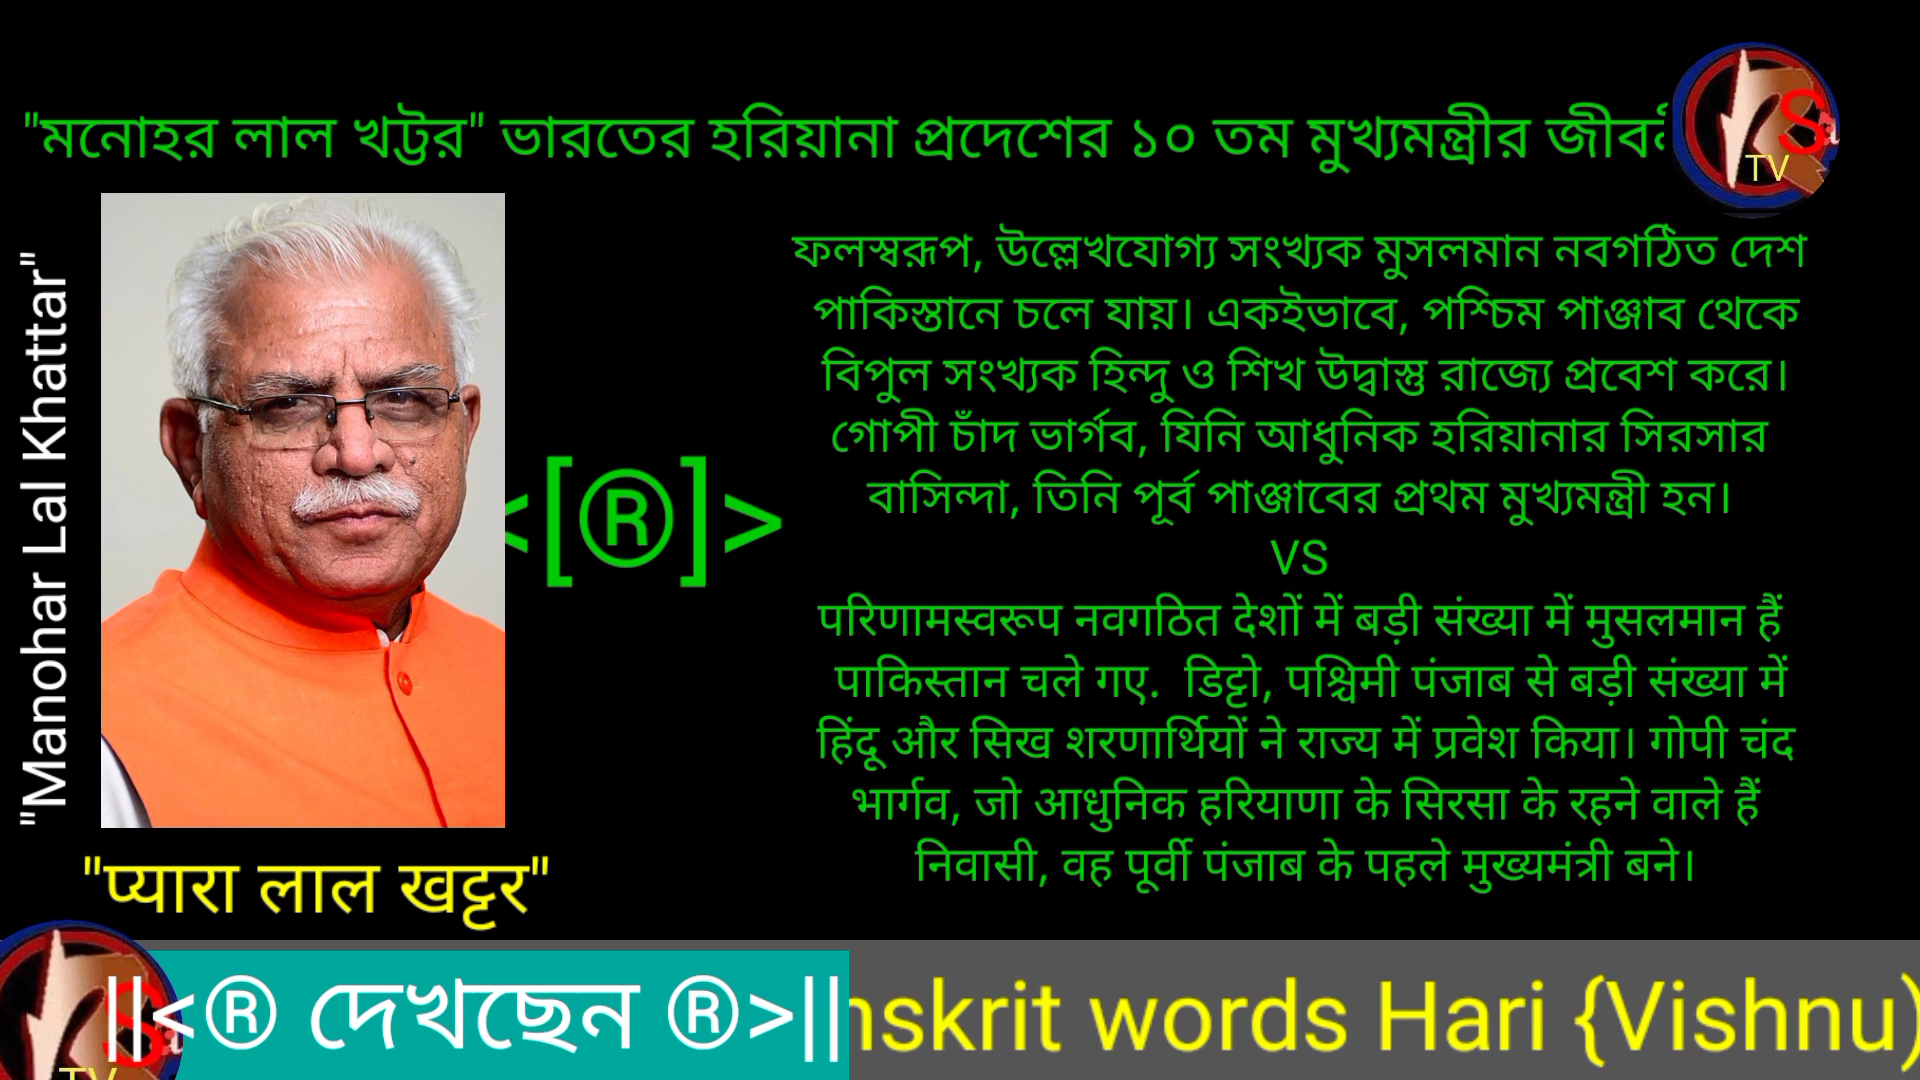 "মনোহর লাল খট্টর" ভারতের হরিয়ানা প্রদেশের ১০ তম মুখ্যমন্ত্রীর
TV
"Manohar Lal Khattar"
ফলস্বরূপ, উল্লেখযোগ্য সংখ্যক মুসলমান নবগঠিত দেশ
পাকিস্তানে চলে যায়। একইভাবে, পশ্চিম পাঞ্জাব থেকে
বিপুল সংখ্যক হিন্দু ও শিখ উদ্বাস্তু রাজ্যে প্রবেশ করে।
গোপী চাঁদ ভার্গব, যিনি আধুনিক হরিয়ানার সিরসার
বাসিন্দা, তিনি পূর্ব পাঞ্জাবের প্রথম মুখ্যমন্ত্রী হন।
<[®]>
VS
परिणामस्वरूप नवगठित देशों में बड़ी संख्या में मुसलमान हैं
पाकिस्तान चले गए. डिट्टो, पश्चिमी पंजाब से बड़ी संख्या में
हिंदू और सिख शरणार्थियों ने राज्य में प्रवेश किया। गोपी चंद
भार्गव, जो आधुनिक हरियाणा के सिरसा के रहने वाले हैं
निवासी, वह पूर्वी पंजाब के पहले मुख्यमंत्री बने।
"प्यारा लाल खट्टर"
||<® দেখছেন ®>|| nskrit words Hari {Vishnu)
TV